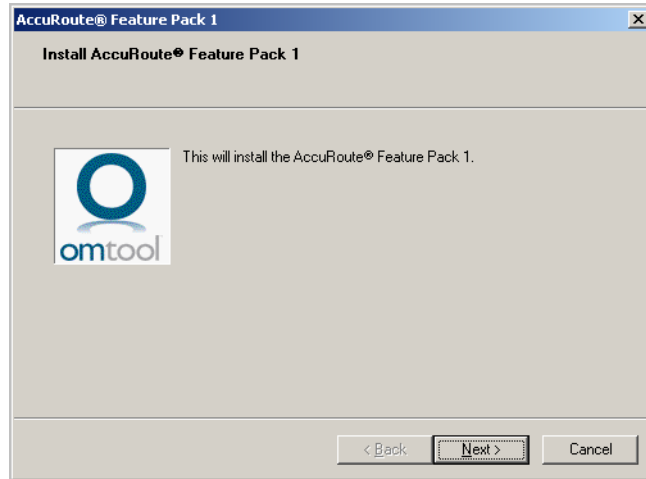 AccuRoute® Feature Pack 1
Install AccuRoute® Feature Pack 1
This will install the AccuRoute® Feature Pack 1.
omtool
< Back
Next >
Cancel